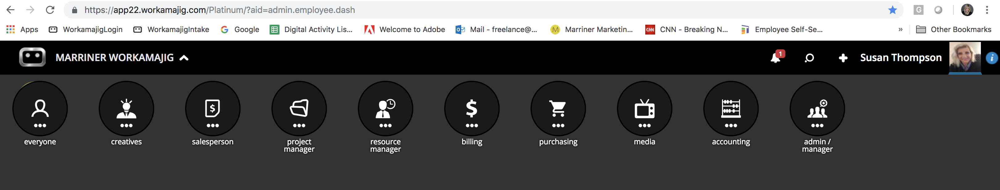 https://app22.workamajig.com/Platinum/?aid=admin.employee.dash
G
Apps WorkamajigLogin WorkamajigIntake Google Digital Activity Lis... Welcome to Adobe Mail - freelance@... Marriner Marketin... CNN - Breaking N... Employee Self-Se... » Other Bookmarks
MARRINER WORKAMAJIG 1 Susan Thompson i
everyone creatives salesperson project manager resource manager billing purchasing media accounting admin / manager